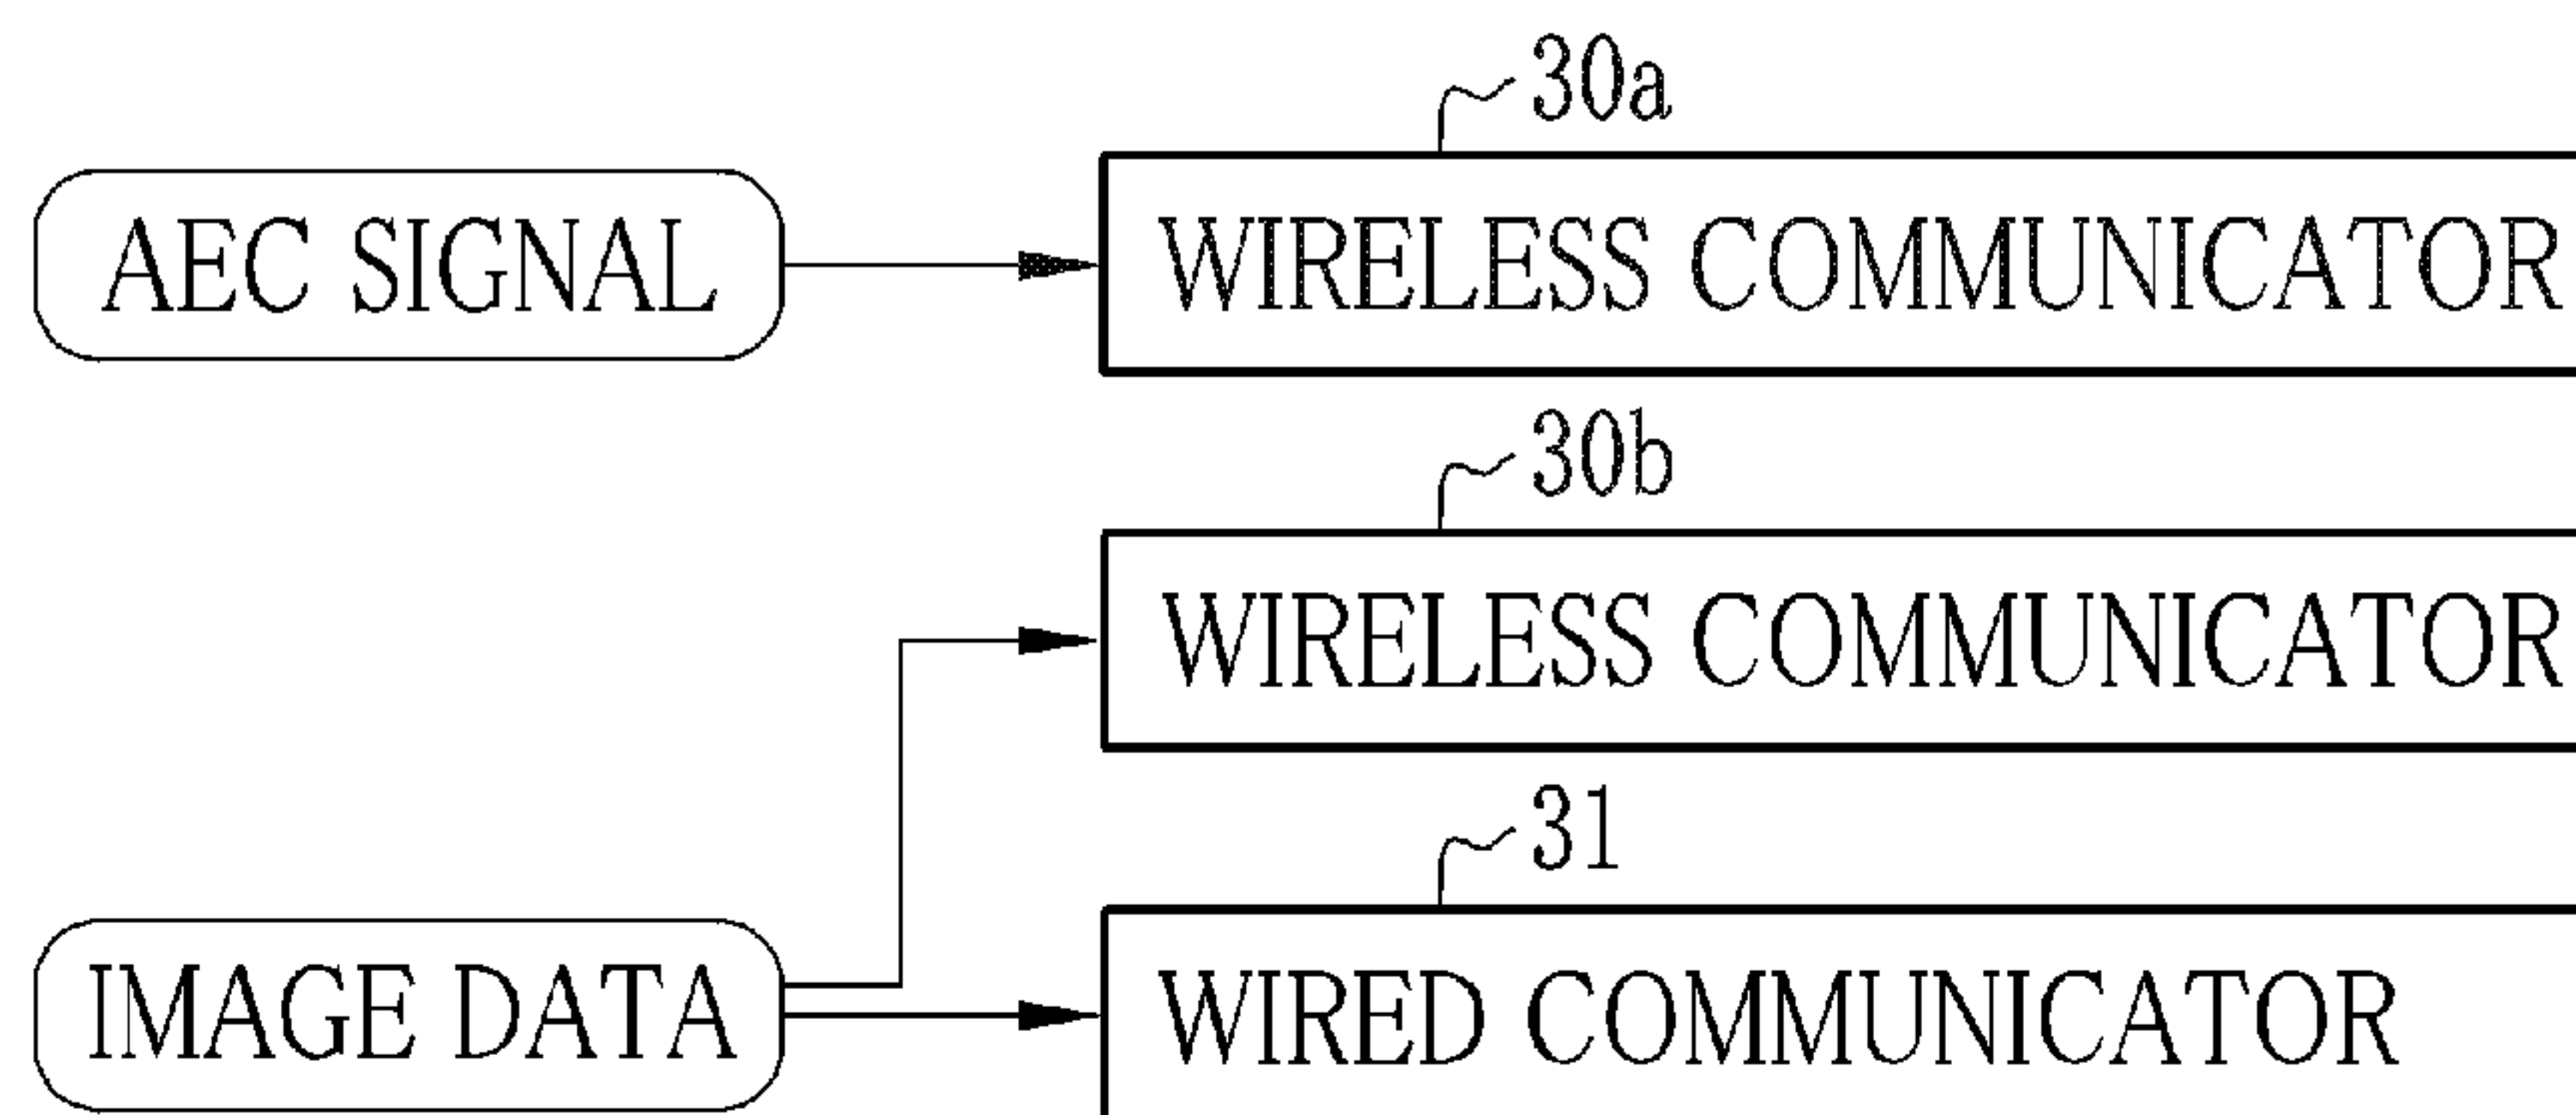 30a
AEC SIGNAL
WIRELESS COMMUNICATOR
30b
WIRELESS COMMUNICATOR
31
IMAGE DATA
WIRED COMMUNICATOR